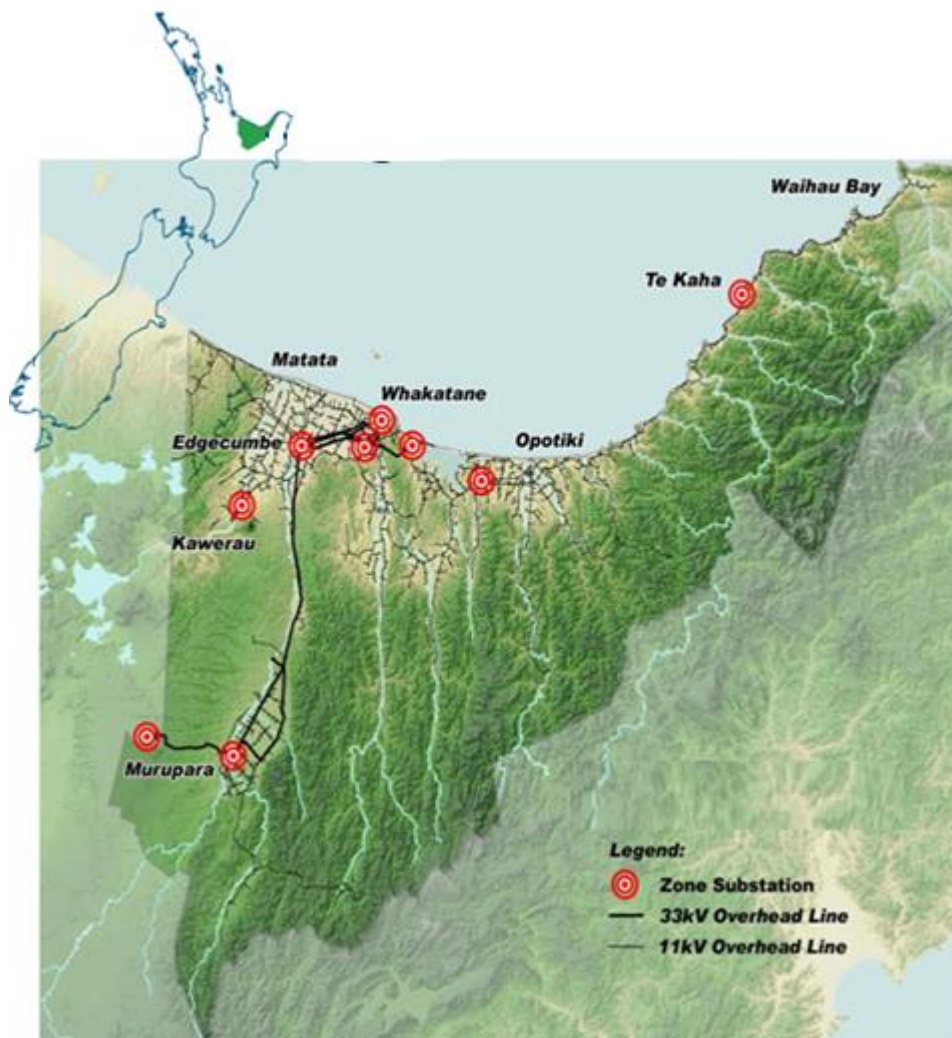 Waihau Bay
Te Kaha
Matata
Whakatane
Edgecumbe
Opotiki
Kawerau
Murupara
Legend:
Zone Substation
33kV Overhead Line
11kV Overhead Line